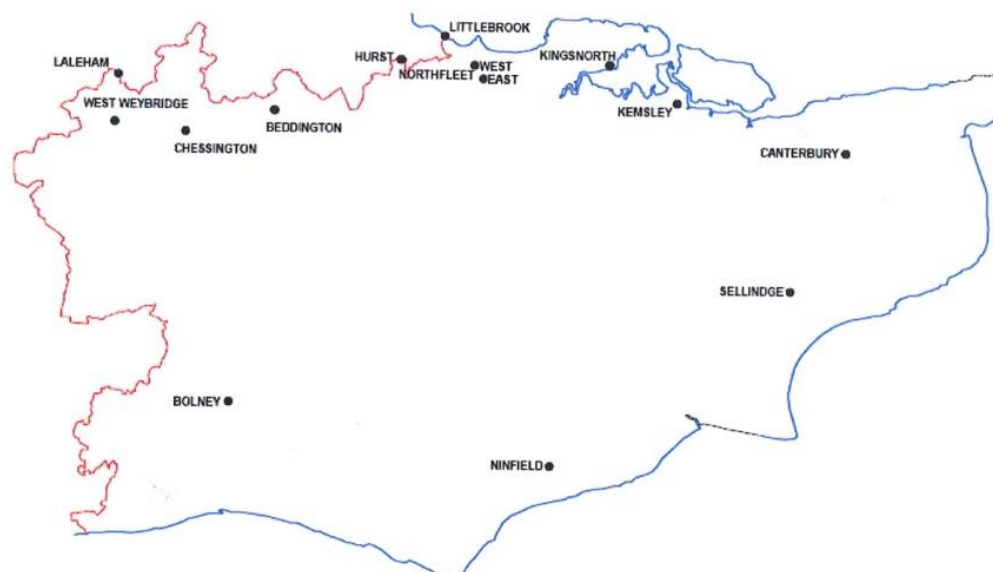 LITTLEBROOK
HURST
WEST
NORTHFLEET
EAST
KINGSNORTH
LALEHAM
WEST WEYBRIDGE
KEMSLEY
BEDDINGTON
CHESSINGTON
CANTERBURY
SELLINDGE
BOLNEY
NINFIELD